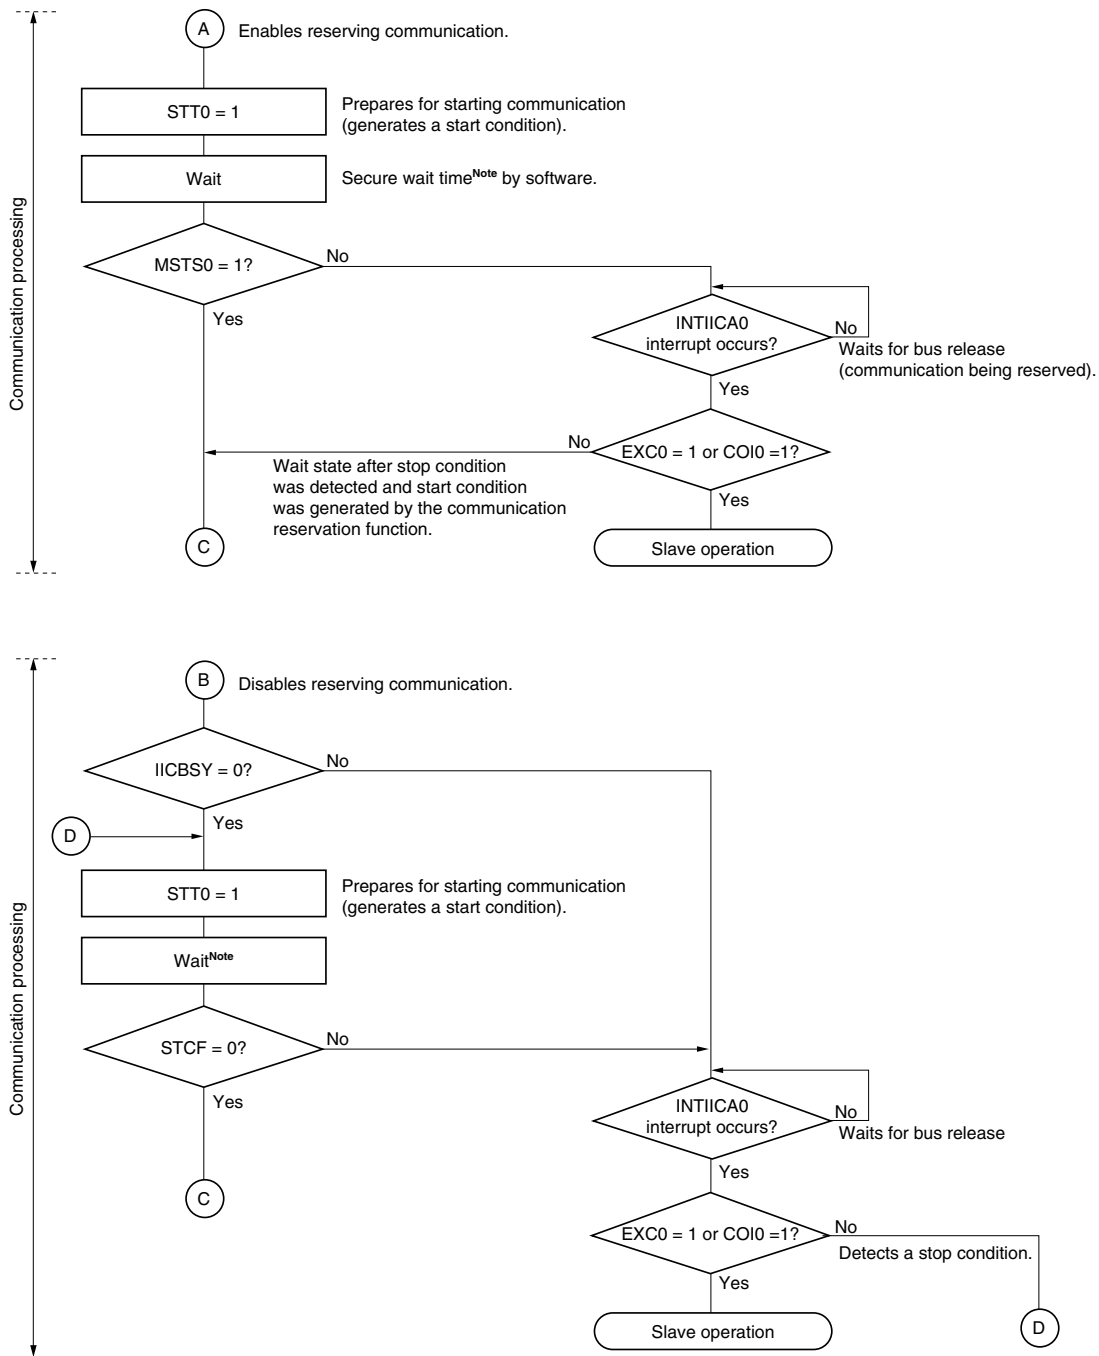 A
Enables reserving communication.
STT0 = 1
Prepares for starting communication
(generates a start condition).
Wait
Secure wait timeNote by software.
Communication processing
MSTS0 = 1?
No
Yes
INTIICA0
interrupt occurs?
No
Waits for bus release
(communication being reserved).
Yes
EXC0 = 1 or COI0 =1?
No
Wait state after stop condition
was detected and start condition
was generated by the communication
reservation function.
Yes
C
Slave operation
B
Disables reserving communication.
IICBSY = 0?
No
Yes
D
STT0 = 1
Prepares for starting communication
(generates a start condition).
WaitNote
Communication processing
STCF = 0?
No
Yes
INTIICA0
interrupt occurs?
No
Waits for bus release
Yes
C
EXC0 = 1 or COI0 =1?
No
Detects a stop condition.
Yes
Slave operation
D